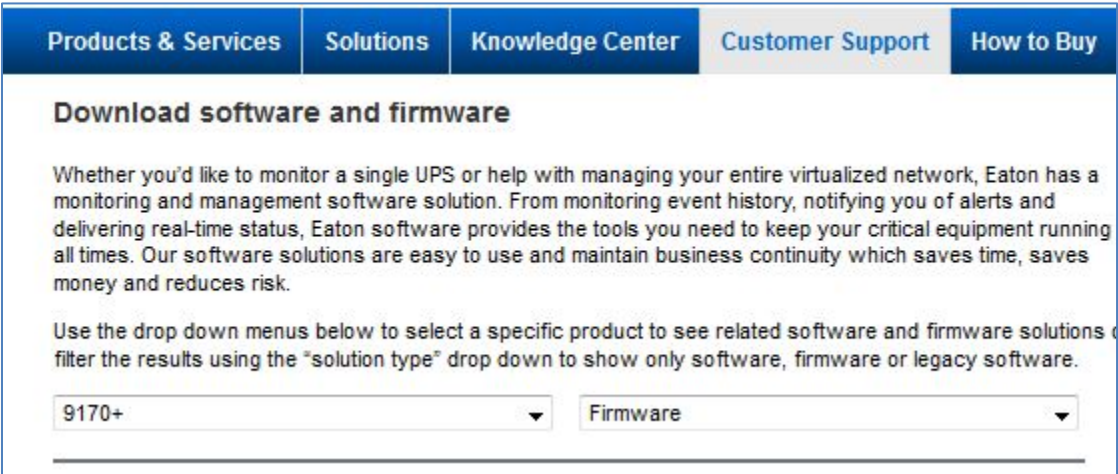 Products & Services Solutions Knowledge Center Customer Support How to Buy
Download software and firmware
Whether you'd like to monitor a single UPS or help with managing your entire virtualized network, Eaton has a
monitoring and management software solution. From monitoring event history, notifying you of alerts and
delivering real-time status, Eaton software provides the tools you need to keep your critical equipment running
all times. Our software solutions are easy to use and maintain business continuity which saves time, saves
money and reduces risk.
Use the drop down menus below to select a specific product to see related software and firmware solutions
filter the results using the “solution type” drop down to show only software, firmware or legacy software.
9170+ Firmware